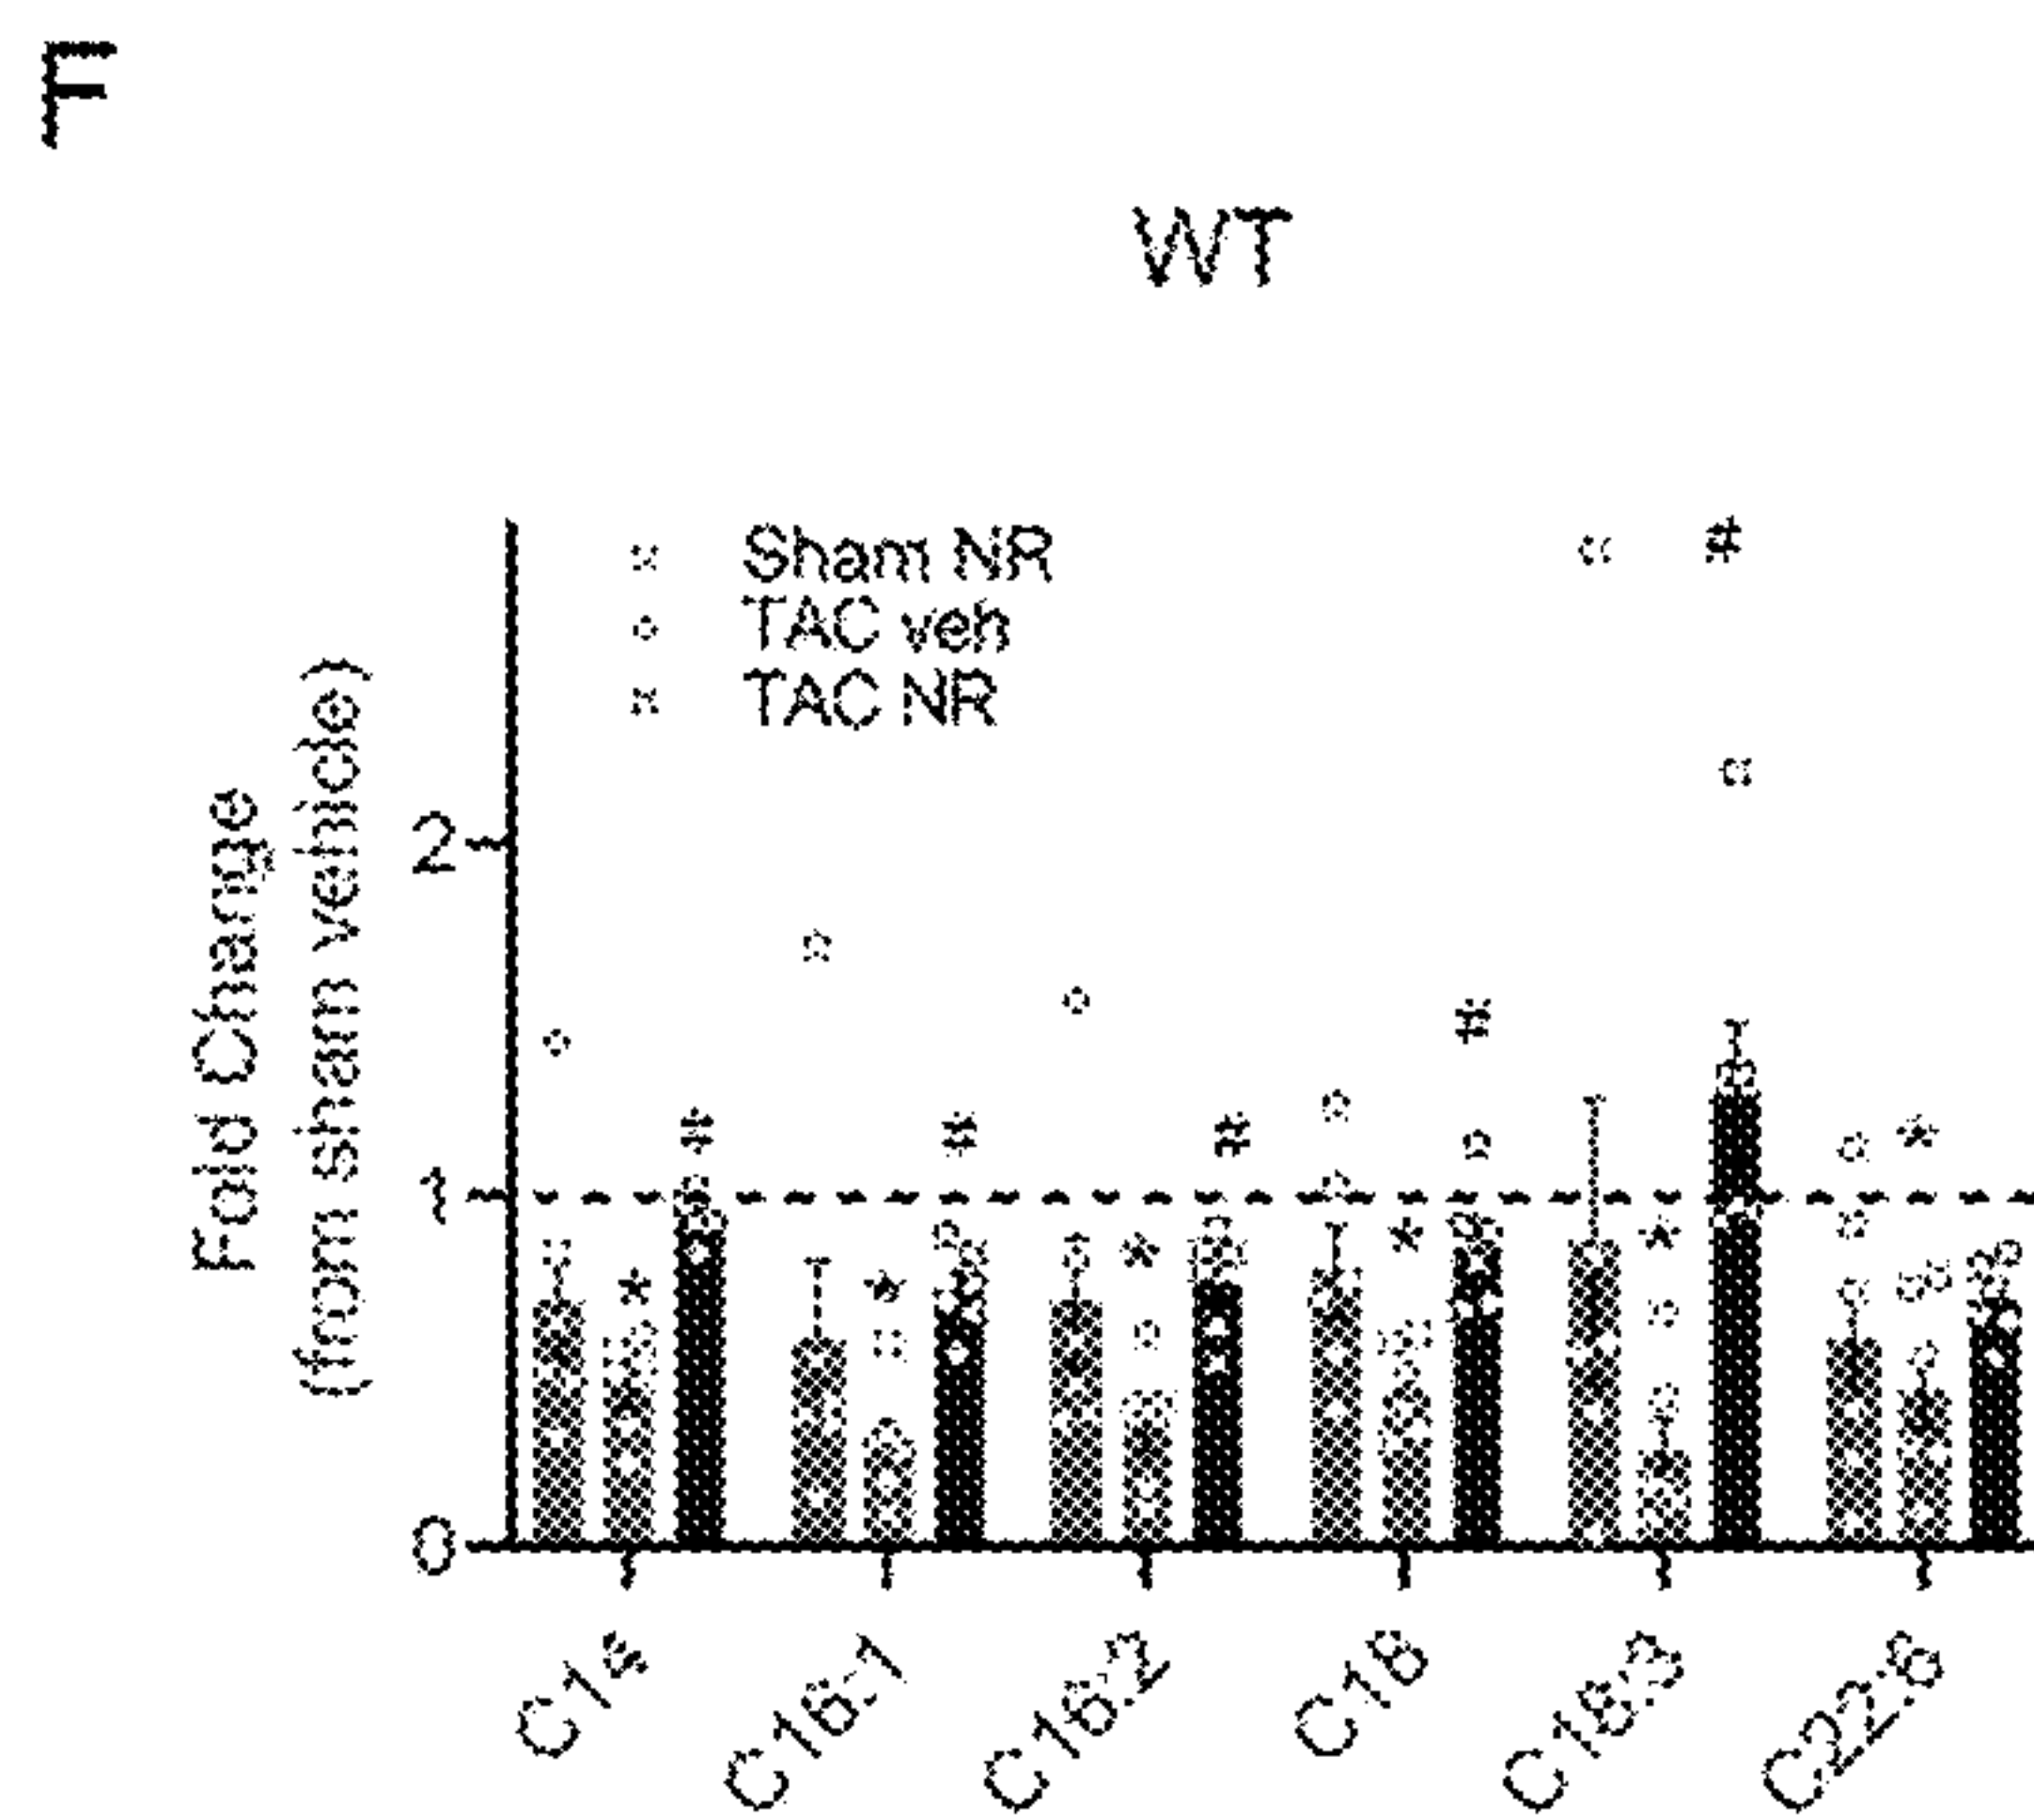 F
WT
Sham NR
TAC veh
TAC NR
Fold Change
(from sham vehicle)
2
1
0
# #
* # * # * # * # * *
C14
C16:1
C16:2
C18
C18:3
C22:6